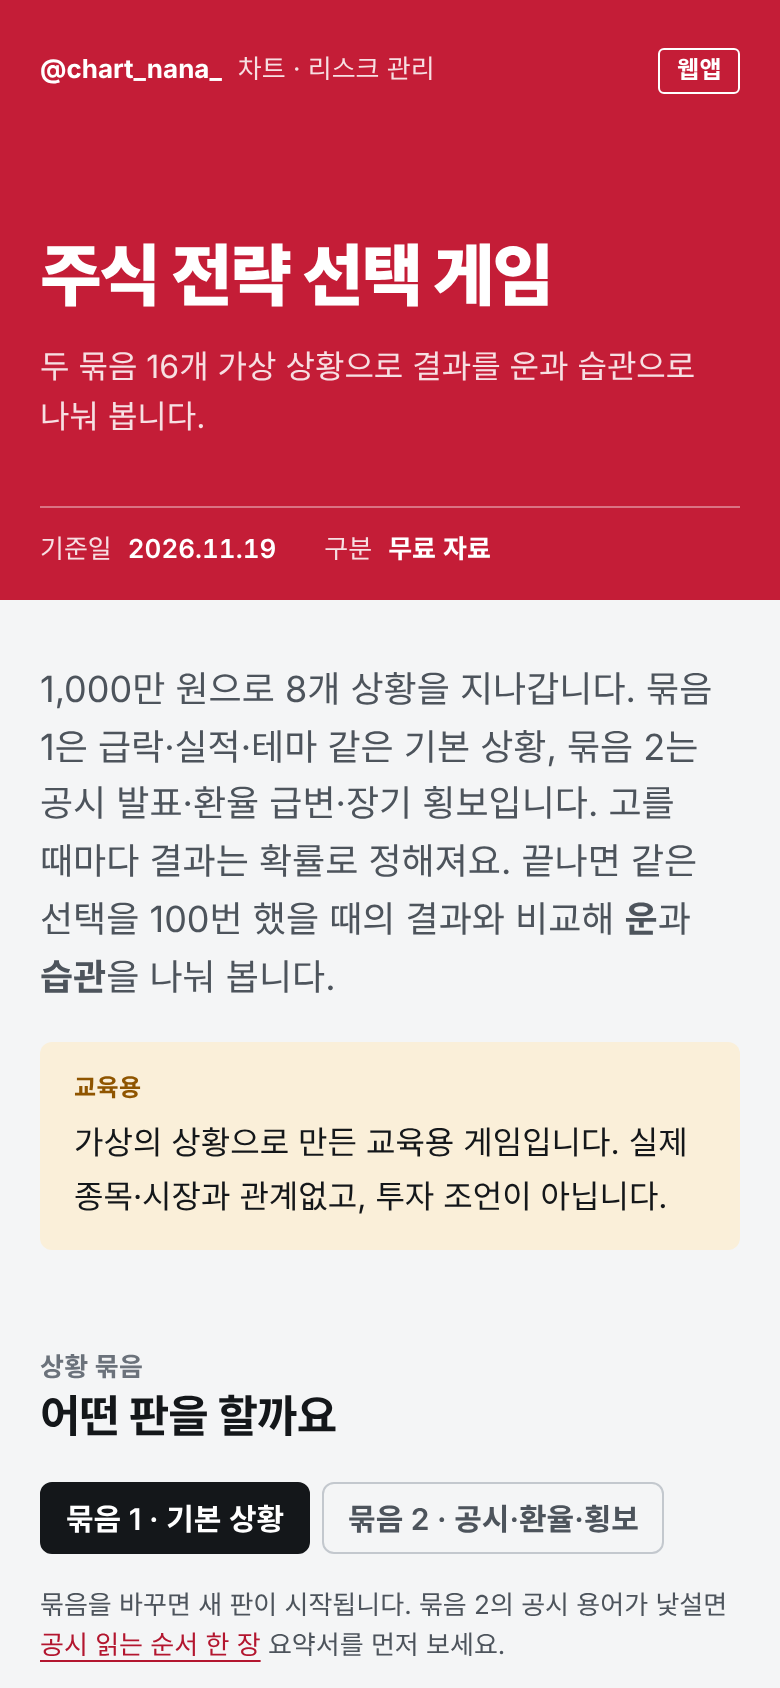 @chart_nana_ 차트 · 리스크 관리
웹앱
주식 전략 선택 게임
두 묶음 16개 가상 상황으로 결과를 운과 습관으로
나눠 봅니다.
기준일 2026.11.19 구분 무료 자료
1,000만 원으로 8개 상황을 지나갑니다. 묶음
1은 급락·실적·테마 같은 기본 상황, 묶음 2는
공시 발표·환율 급변·장기 횡보입니다. 고를
때마다 결과는 확률로 정해져요. 끝나면 같은
선택을 100번 했을 때의 결과와 비교해 운과
습관을 나눠 봅니다.
교육용
가상의 상황으로 만든 교육용 게임입니다. 실제
종목·시장과 관계없고, 투자 조언이 아닙니다.
상황 묶음
어떤 판을 할까요
묶음 1 · 기본 상황
묶음 2 · 공시·환율·횡보
묶음을 바꾸면 새 판이 시작됩니다. 묶음 2의 공시 용어가 낯설면
공시 읽는 순서 한 장 요약서를 먼저 보세요.